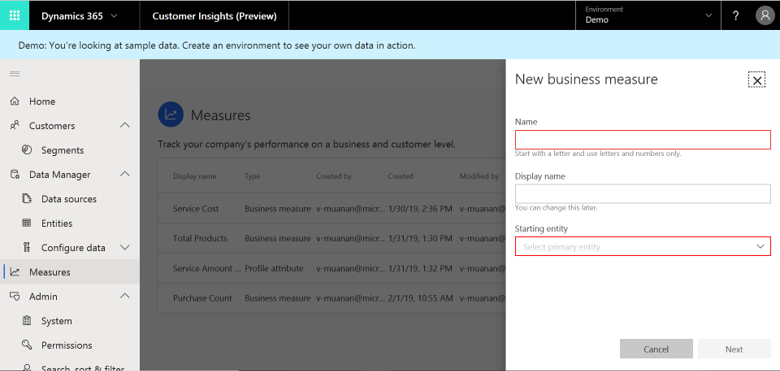 Dynamics 365
Customer Insights (Preview)
Environment
Demo
?
Demo: You're looking at sample data. Create an environment to see your own data in action.
Home
Customers
Segments
Data Manager
Data sources
Entities
Configure data
Measures
Admin
System
Permissions
Search, sort & filter
Measures
Track your company's performance on a business and customer level.
Display name Type Created by Created Modified by
Service Cost Business measure v-muanan@micr... 1/30/19, 2:36 PM v-muanan@
Total Products Business measure v-muanan@micr... 1/31/19, 1:30 PM v-muanan@
Service Amount ... Profile attribute v-muanan@micr... 1/31/19, 1:32 PM v-muanan@
Purchase Count Business measure v-muanan@micr... 2/1/19, 10:55 AM v-muanan@
New business measure
Name
Start with a letter and use letters and numbers only.
Display name
You can change this later.
Starting entity
Select primary entity
Cancel
Next